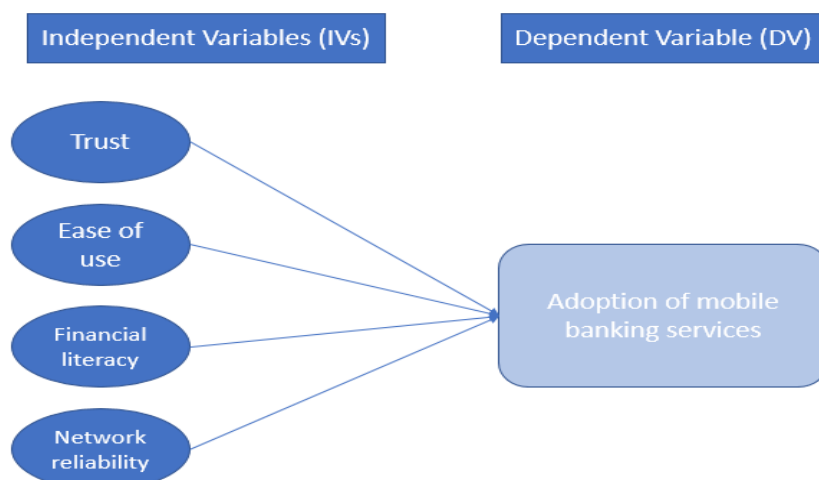 Independent Variables (IVs)
Dependent Variable (DV)
Trust
Ease of
use
Financial
literacy
Network
reliability
Adoption of mobile
banking services